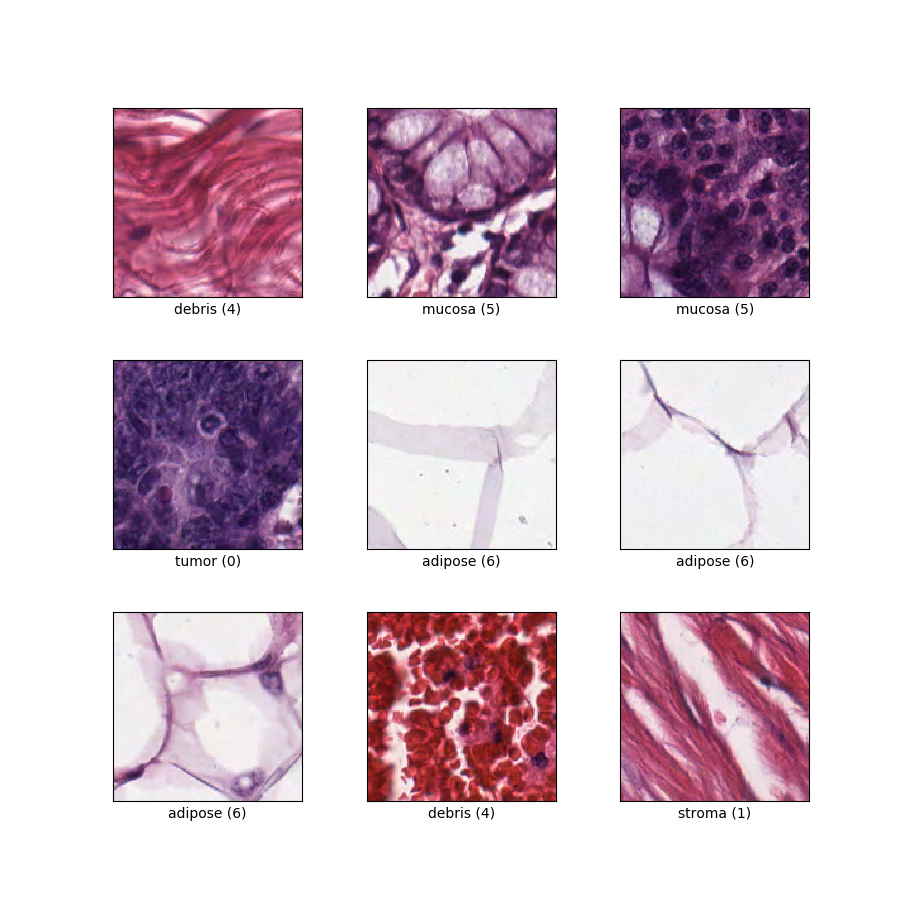 debris (4)
mucosa (5)
mucosa (5)
tumor (0)
adipose (6)
adipose (6)
adipose (6)
debris (4)
stroma (1)